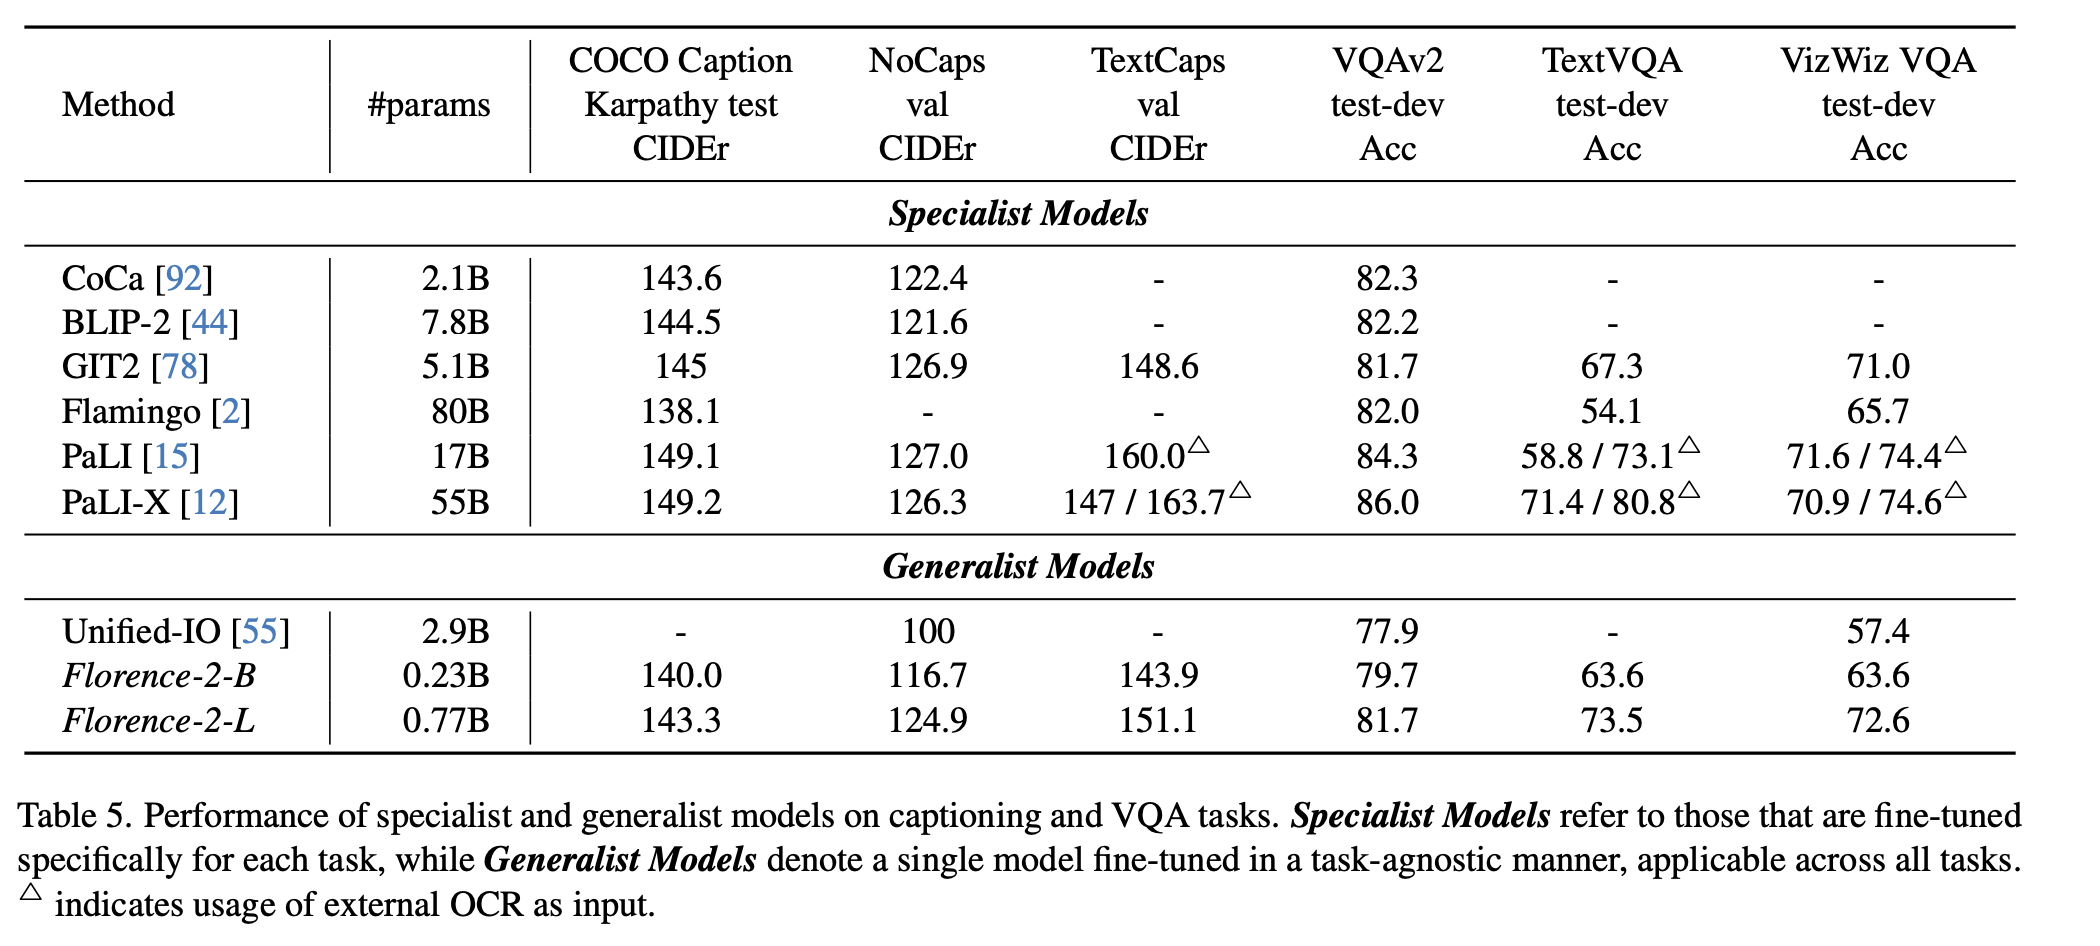 Method #params COCO Caption Karpathy test CIDEr NoCaps val CIDEr TextCaps val CIDEr VQAv2 test-dev Acc TextVQA test-dev Acc VizWiz VQA test-dev Acc
Specialist Models
CoCa [92] 2.1B 143.6 122.4 - 82.3 - -
BLIP-2 [44] 7.8B 144.5 121.6 - 82.2 - -
GIT2 [78] 5.1B 145 126.9 148.6 81.7 67.3 71.0
Flamingo [2] 80B 138.1 - - 82.0 54.1 65.7
PaLI [15] 17B 149.1 127.0 160.0△ 84.3 58.8 / 73.1△ 71.6 / 74.4△
PaLI-X [12] 55B 149.2 126.3 147 / 163.7△ 86.0 71.4 / 80.8△ 70.9 / 74.6△
Generalist Models
Unified-IO [55] 2.9B - 100 - 77.9 - 57.4
Florence-2-B 0.23B 140.0 116.7 143.9 79.7 63.6 63.6
Florence-2-L 0.77B 143.3 124.9 151.1 81.7 73.5 72.6
Table 5. Performance of specialist and generalist models on captioning and VQA tasks. Specialist Models refer to those that are fine-tuned
specifically for each task, while Generalist Models denote a single model fine-tuned in a task-agnostic manner, applicable across all tasks.
△ indicates usage of external OCR as input.